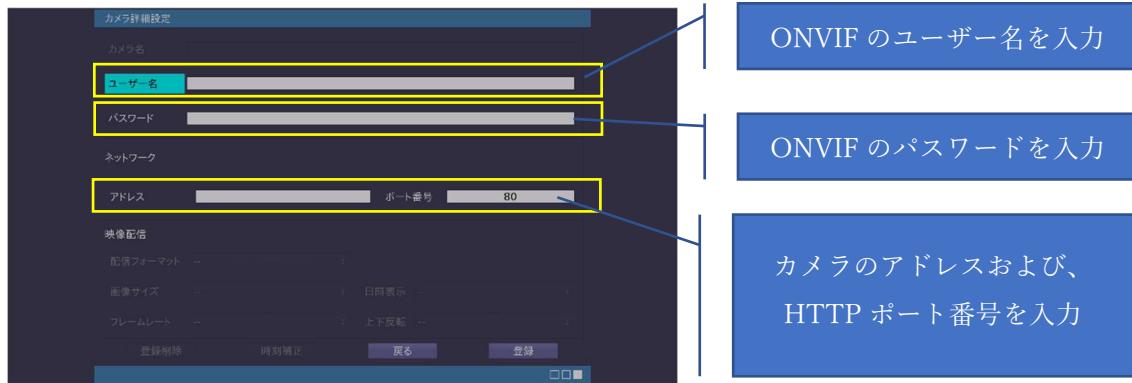 カメラ詳細設定
カメラ名
ユーザー名
パスワード
ネットワーク
アドレス ポート番号 80
映像配信
配信フォーマット --
画像サイズ -- 日時表示 --
フレームレート -- 上下反転 --
登録削除 時刻補正 戻る 登録
ONVIF のユーザー名を入力
ONVIF のパスワードを入力
カメラのアドレスおよび、
HTTP ポート番号を入力